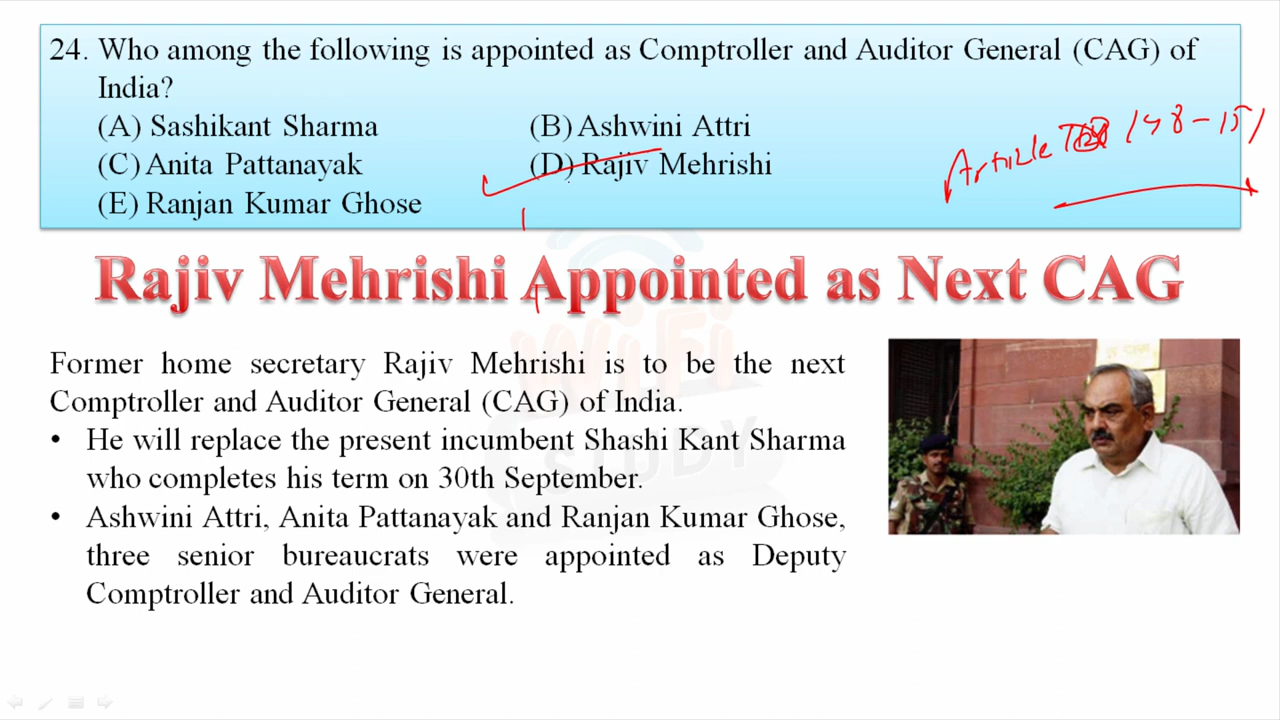 24. Who among the following is appointed as Comptroller and Auditor General (CAG) of
India?
(A) Sashikant Sharma
(B) Ashwini Attri
(C) Anita Pattanayak
(D) Rajiv Mehrishi
(E) Ranjan Kumar Ghose
Article 148-151
Rajiv Mehrishi Appointed as Next CAG
WiFi
STUDY
Former home secretary Rajiv Mehrishi is to be the next
Comptroller and Auditor General (CAG) of India.
• He will replace the present incumbent Shashi Kant Sharma
who completes his term on 30th September.
• Ashwini Attri, Anita Pattanayak and Ranjan Kumar Ghose,
three senior bureaucrats were appointed as Deputy
Comptroller and Auditor General.